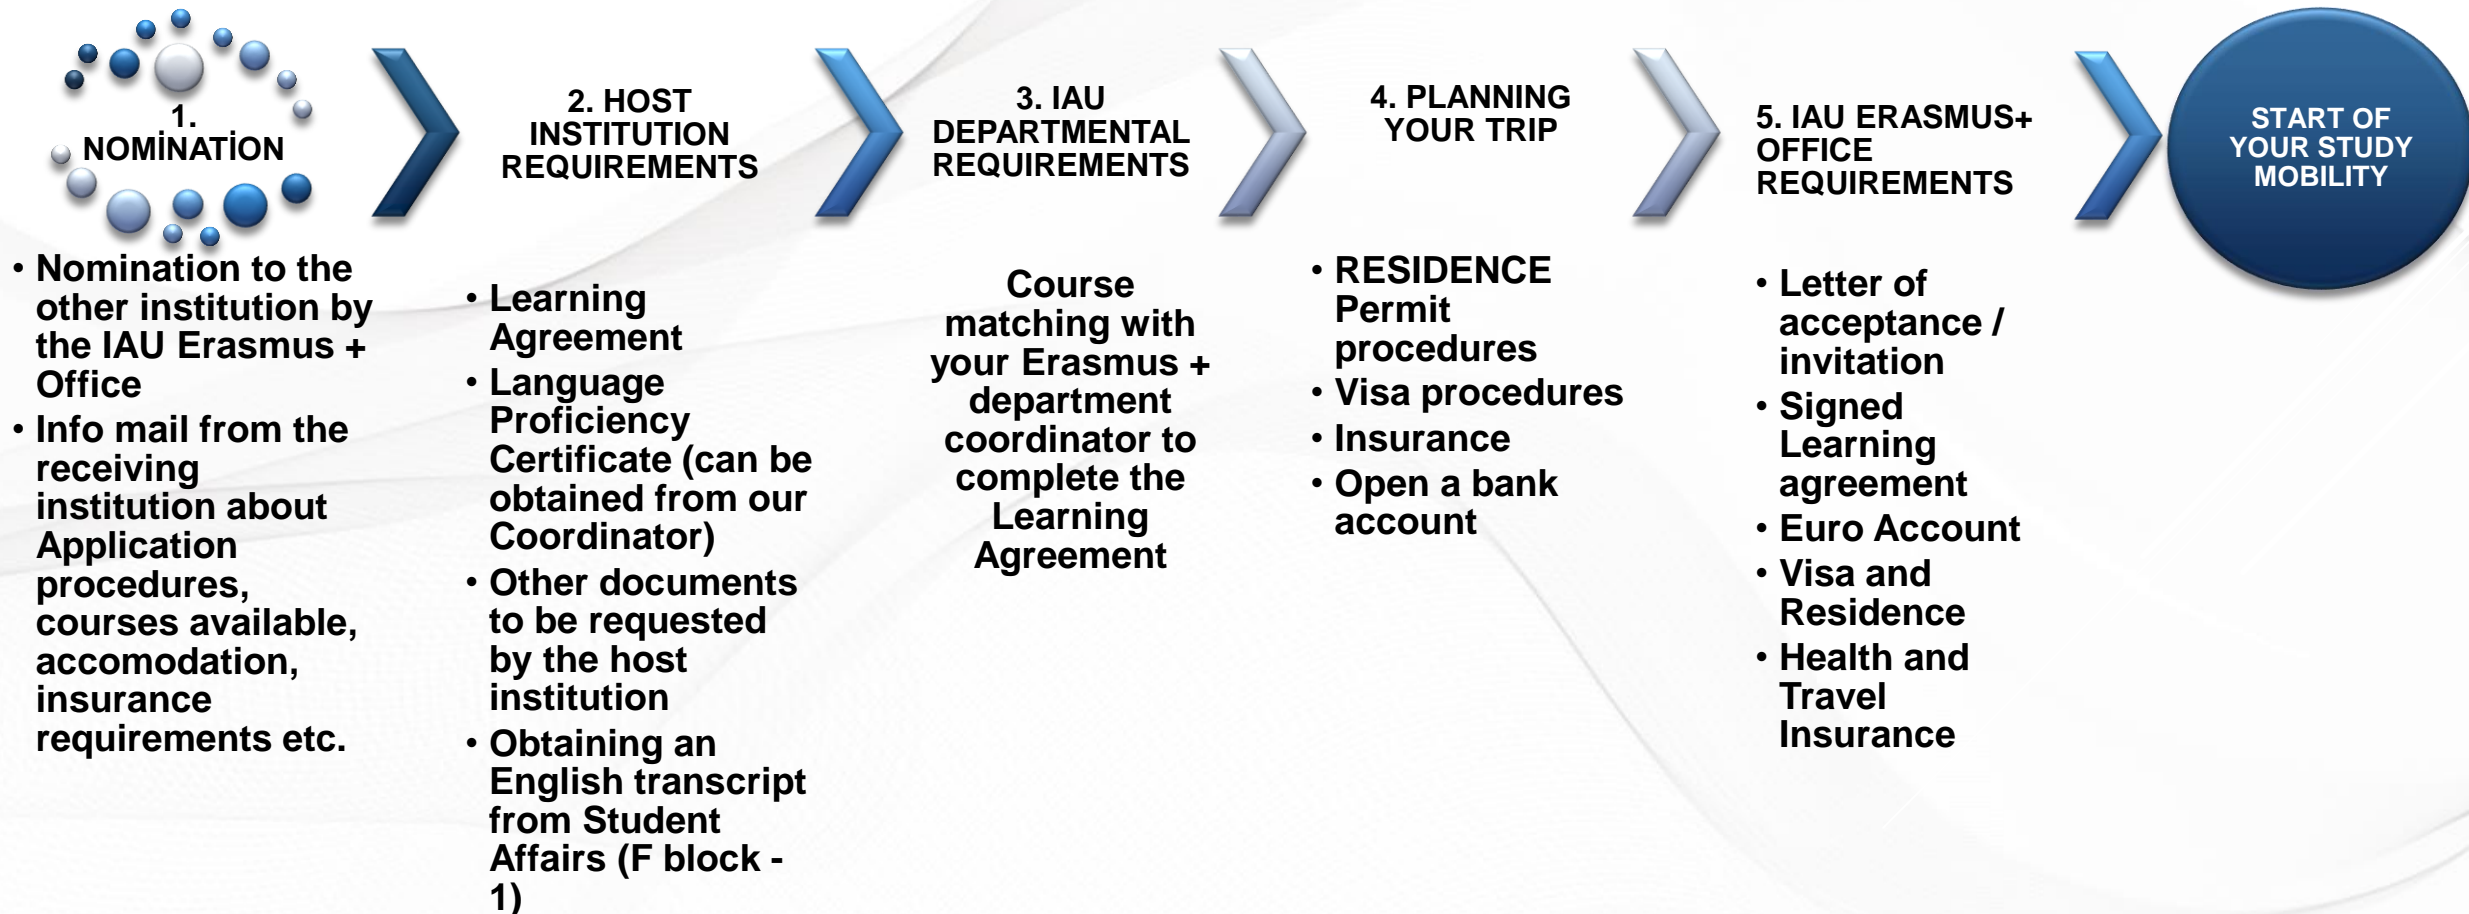 1.
NOMİNATİON
• Nomination to the
other institution by
the IAU Erasmus +
Office
• Info mail from the
receiving
institution about
Application
procedures,
courses available,
accomodation,
insurance
requirements etc.
2. HOST
INSTITUTION
REQUIREMENTS
• Learning
Agreement
• Language
Proficiency
Certificate (can be
obtained from our
Coordinator)
• Other documents
to be requested
by the host
institution
• Obtaining an
English transcript
from Student
Affairs (F block -
1)
3. IAU
DEPARTMENTAL
REQUIREMENTS
Course
matching with
your Erasmus +
department
coordinator to
complete the
Learning
Agreement
4. PLANNING
YOUR TRIP
• RESIDENCE
Permit
procedures
• Visa procedures
• Insurance
• Open a bank
account
5. IAU ERASMUS+
OFFICE
REQUIREMENTS
• Letter of
acceptance /
invitation
• Signed
Learning
agreement
• Euro Account
• Visa and
Residence
• Health and
Travel
Insurance
START OF
YOUR STUDY
MOBILITY